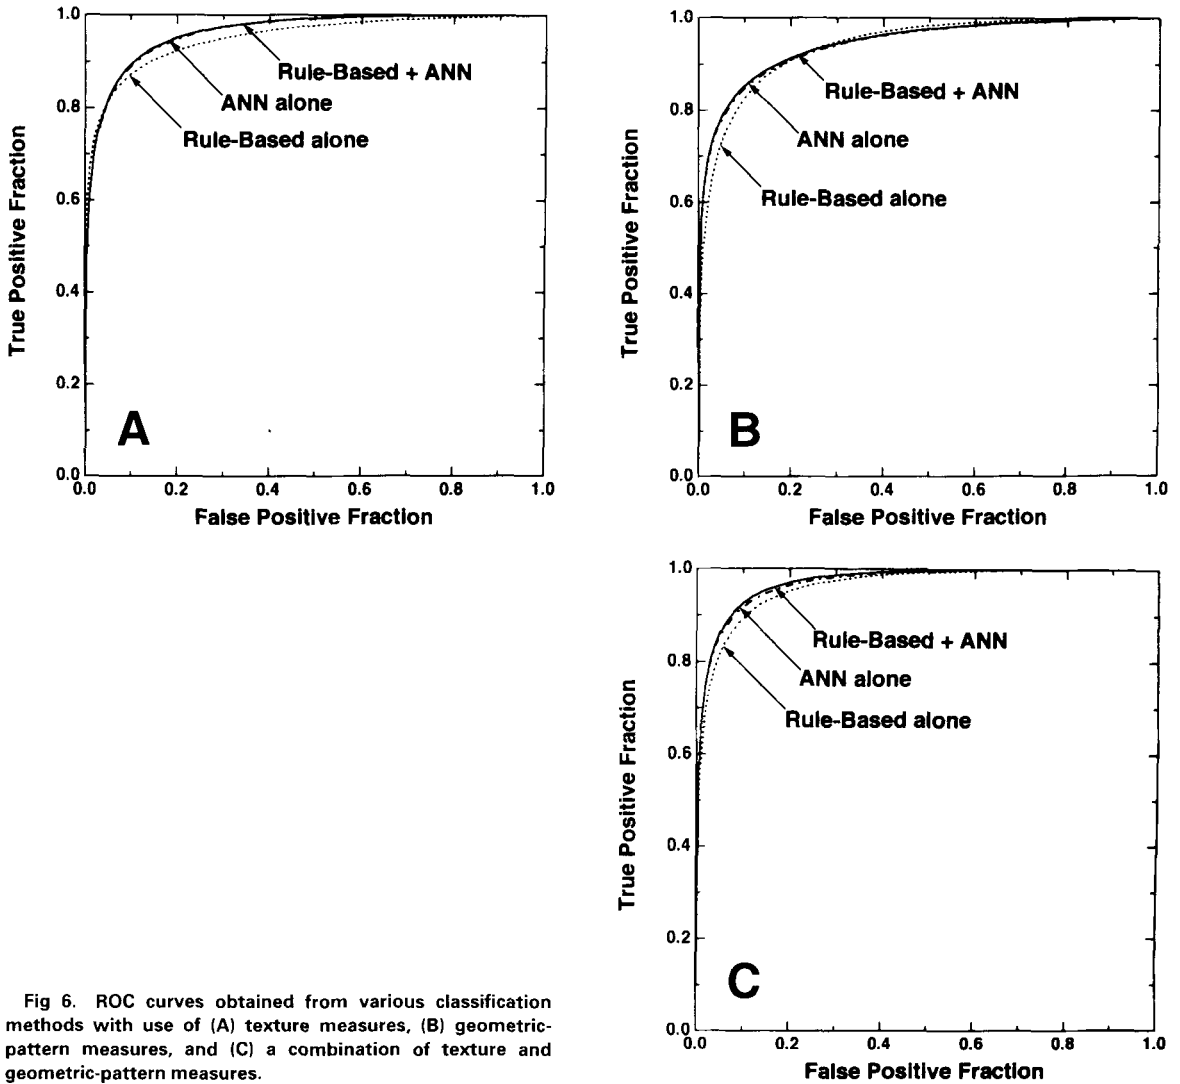 1.0
0.8
0.6
0.4
0.2
0.0
True Positive Fraction
Rule-Based + ANN
ANN alone
Rule-Based alone
A
0.0 0.2 0.4 0.6 0.8 1.0
False Positive Fraction
1.0
0.8
0.6
0.4
0.2
0.0
True Positive Fraction
Rule-Based + ANN
ANN alone
Rule-Based alone
B
0.0 0.2 0.4 0.6 0.8 1.0
False Positive Fraction
1.0
0.8
0.6
0.4
0.2
0.0
True Positive Fraction
Rule-Based + ANN
ANN alone
Rule-Based alone
C
0.0 0.2 0.4 0.6 0.8 1.0
False Positive Fraction
Fig 6. ROC curves obtained from various classification
methods with use of (A) texture measures, (B) geometric-
pattern measures, and (C) a combination of texture and
geometric-pattern measures.